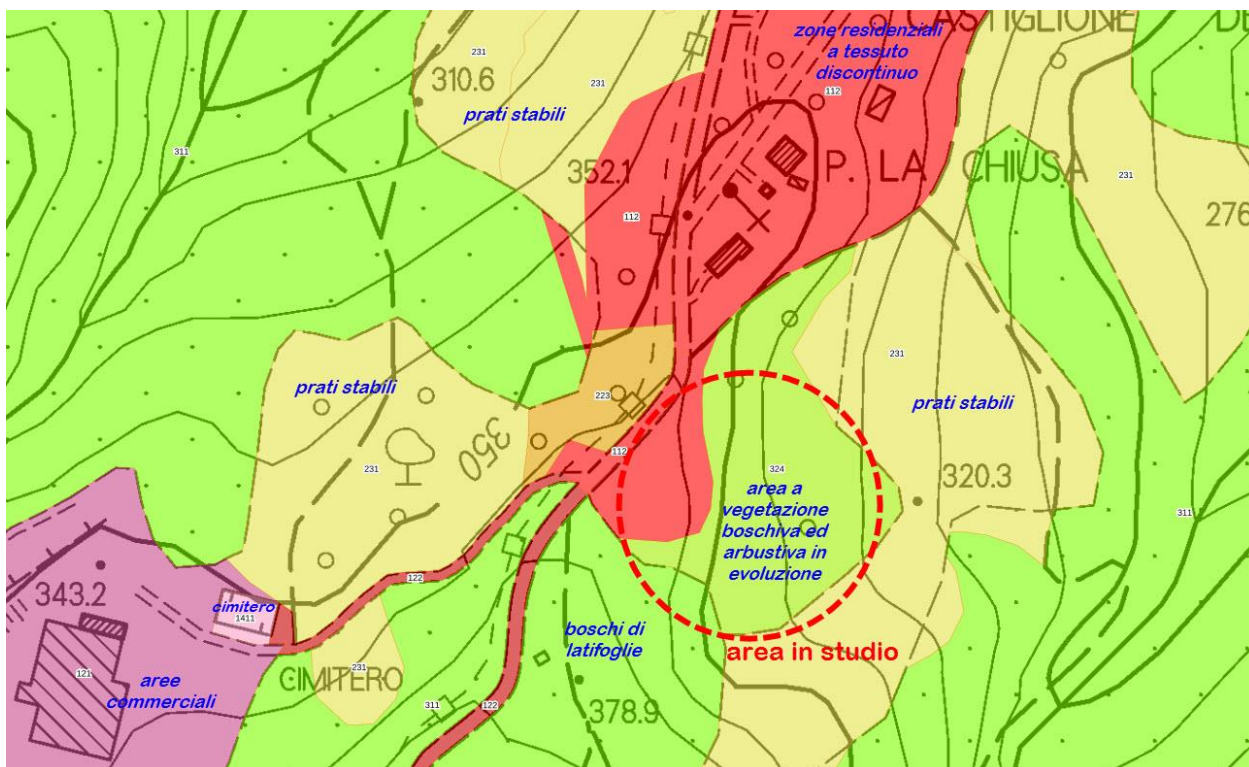 CASTIGLIONE DE
zone residenziali
a tessuto
discontinuo
112
231
310.6
231
prati stabili
311
352.1
P. LA CHIUSA
231
276
112
231
prati stabili
prati stabili
223
350
112
231
324
area a
vegetazione
boschiva ed
arbustiva in
evoluzione
320.3
311
122
343.2
cimitero
1411
boschi di
latifoglie
area in studio
231
CIMITERO
121
aree
commerciali
311
122
378.9